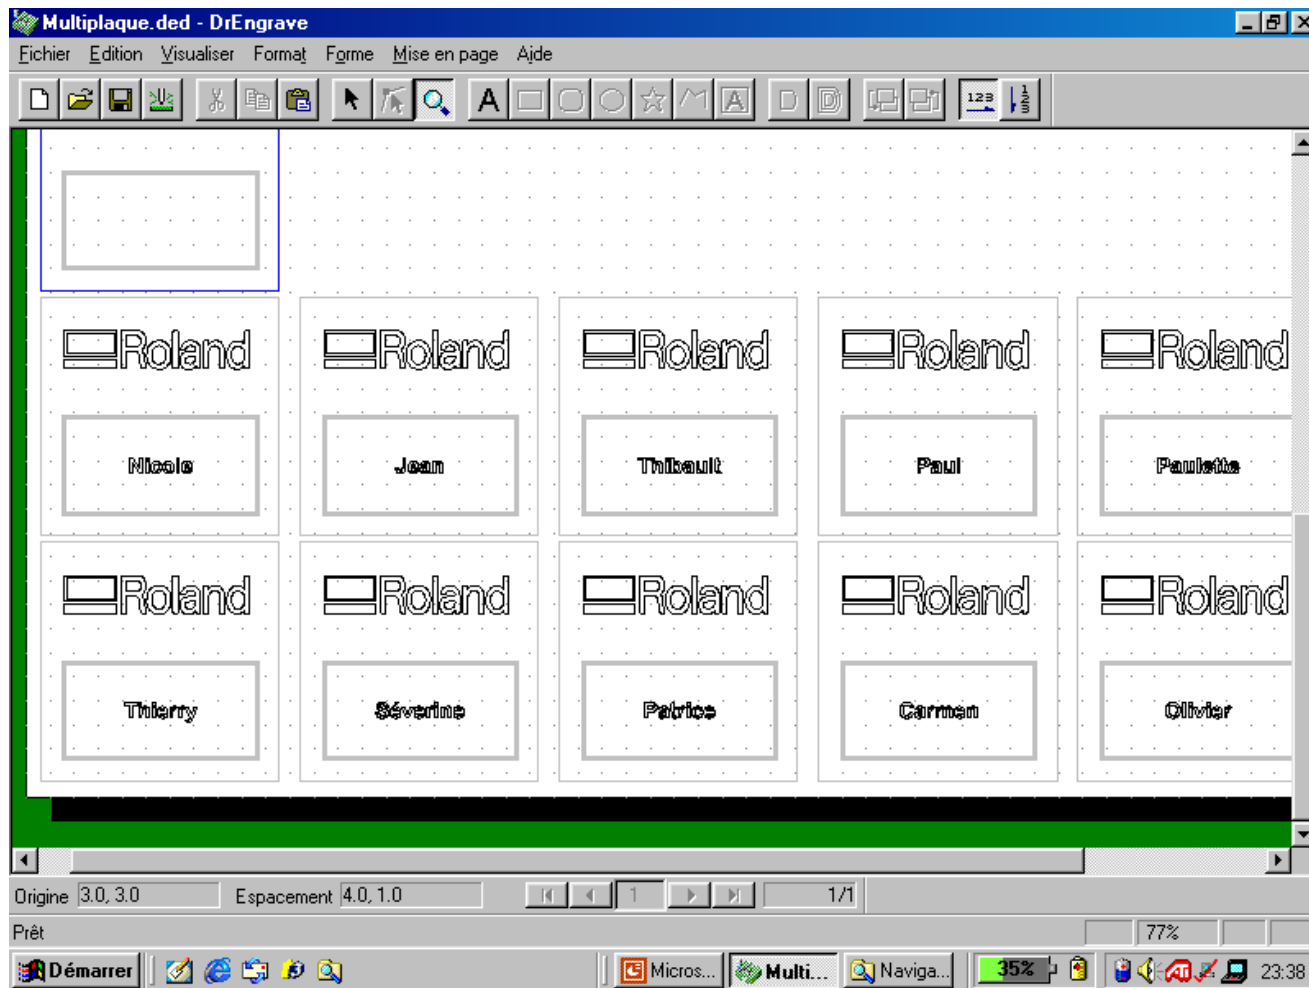 Multiplaque.ded - DrEngrave
Fichier Edition Visualiser Format Forme Mise en page Aide
A A D D 123 123
Roland Roland Roland Roland Roland
Nicole Jean Thibault Paul Paulette
Roland Roland Roland Roland Roland
Thierry Séverine Patrice Carmen Olivier
Origine 3.0, 3.0 Espacement 4.0, 1.0 1 1/1
Prêt 77%
Démarrer Micros... Multi... Naviga... 35% 23:38